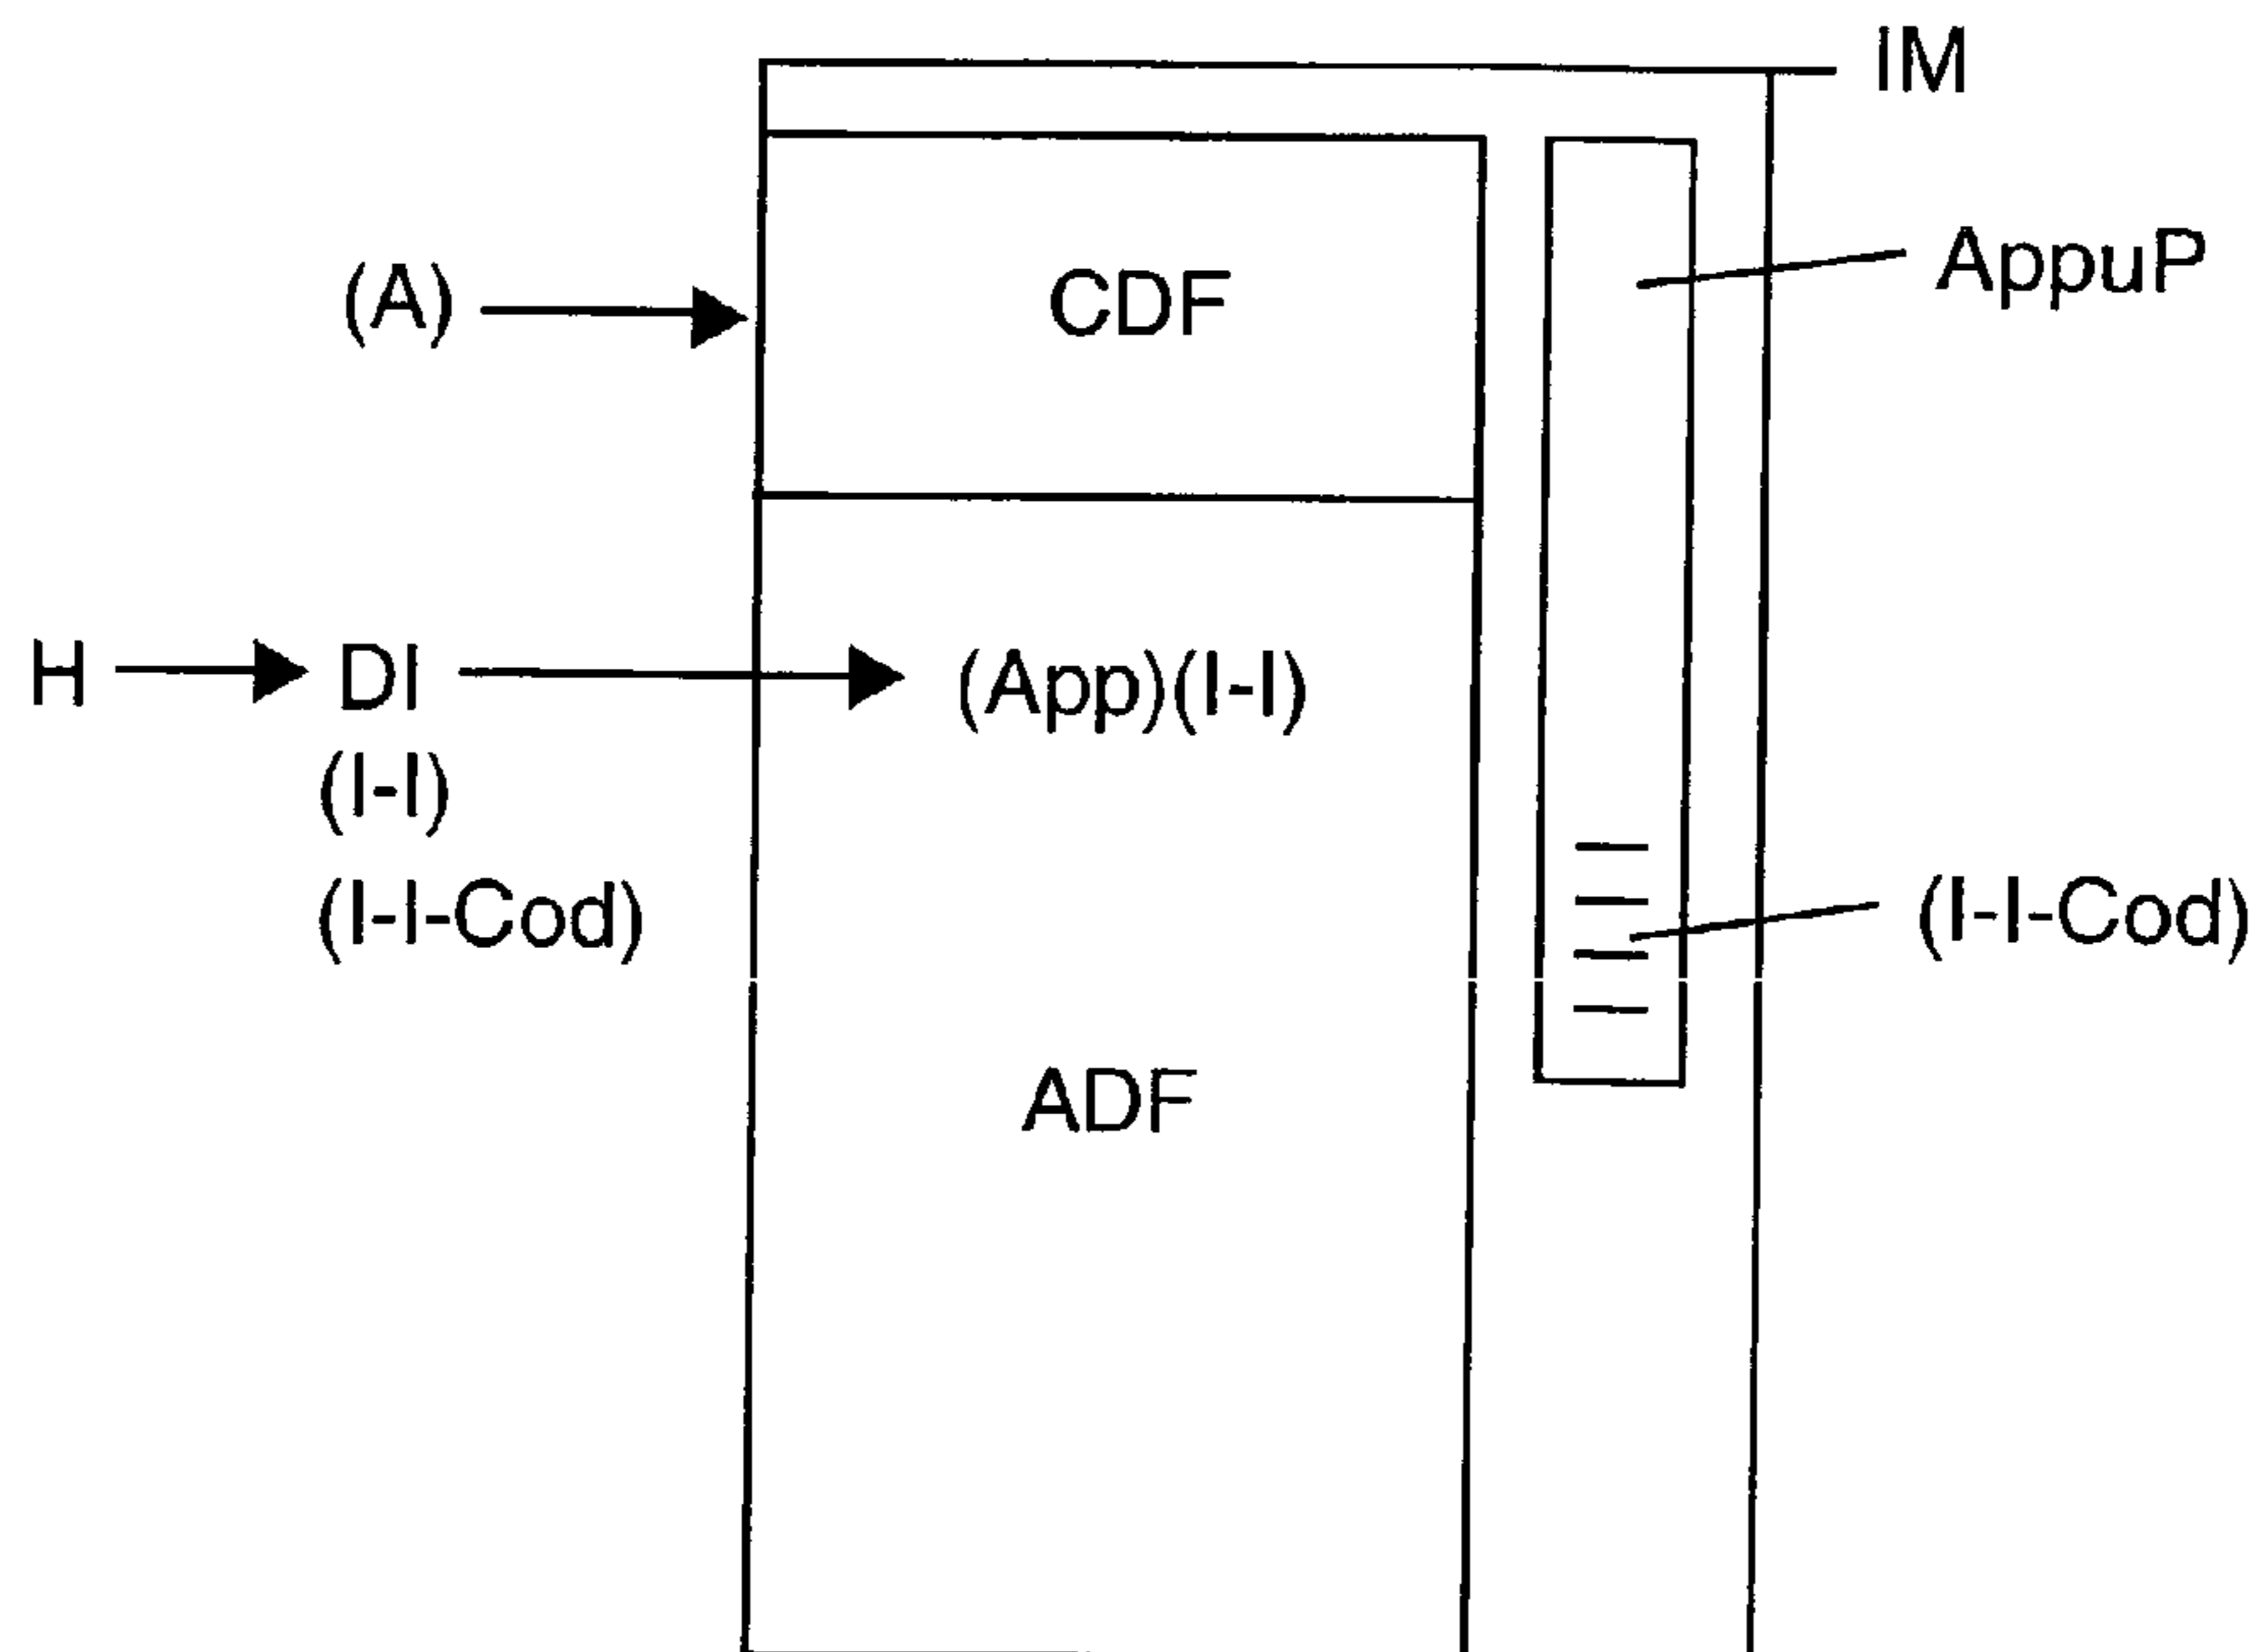 IM
AppuP
(A)
CDF
H
DI
(App)(I-I)
(I-I)
(I-I-Cod)
(I-I-Cod)
ADF